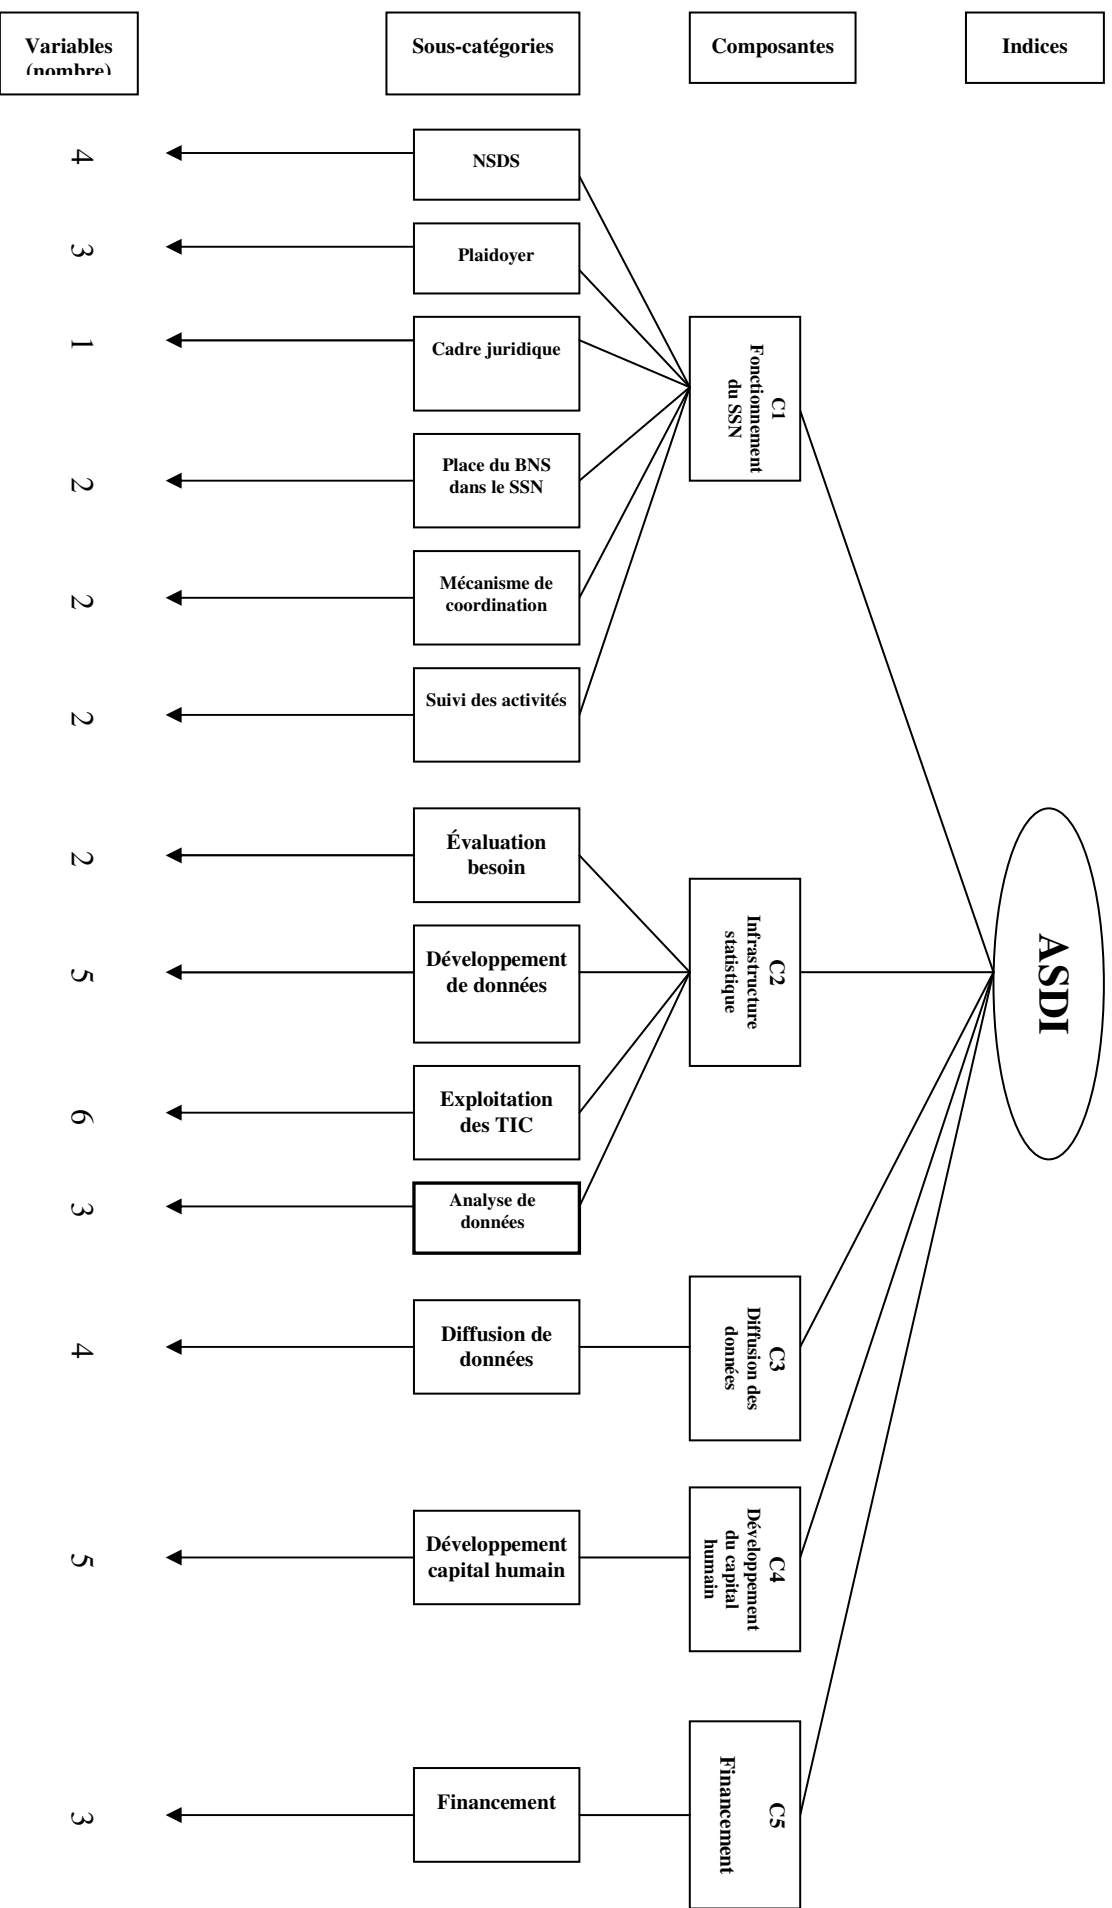 Variables
(nombre)
Sous-catégories
Composantes
Indices
4
NSDS
3
Plaidoyer
1
Cadre juridique
C1
Fonctionnement
du SSN
2
Place du BNS
dans le SSN
2
Mécanisme de
coordination
2
Suivi des activités
2
Évaluation
besoin
ASDI
5
Développement
de données
C2
Infrastructure
statistique
6
Exploitation
des TIC
3
Analyse de
données
4
Diffusion de
données
C3
Diffusion des
données
5
Développement
capital humain
C4
Développement
du capital
humain
3
Financement
C5
Financement